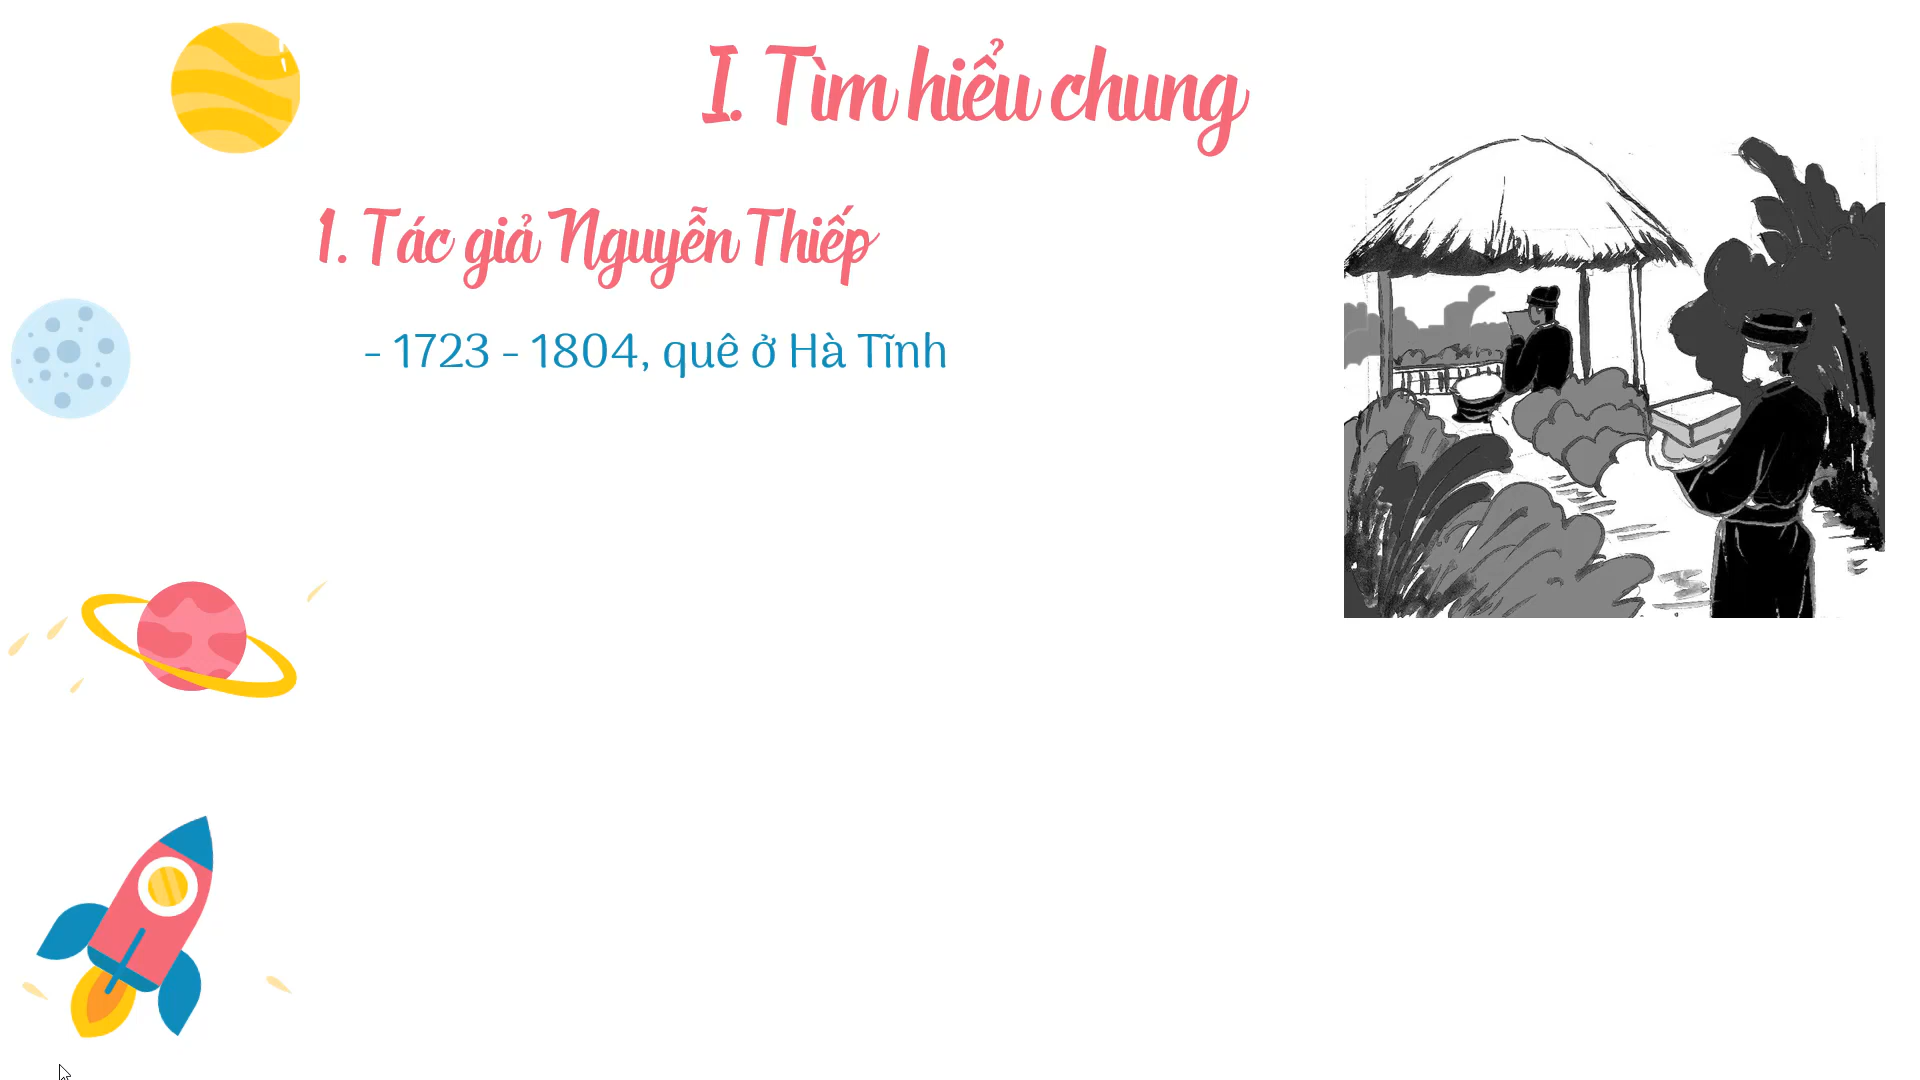 I. Tìm hiểu chung
1. Tác giả Nguyễn Thiếp
- 1723 - 1804, quê ở Hà Tĩnh